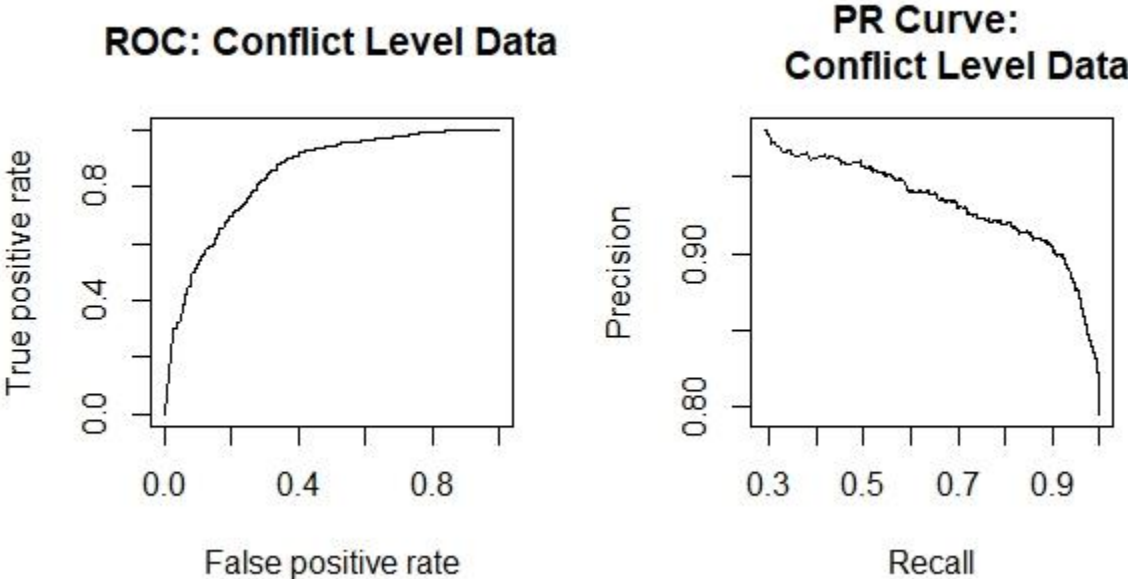 ROC: Conflict Level Data
True positive rate
0.8
0.4
0.0
0.0 0.4 0.8
False positive rate
PR Curve:
Conflict Level Data
Precision
0.90
0.80
0.3 0.5 0.7 0.9
Recall